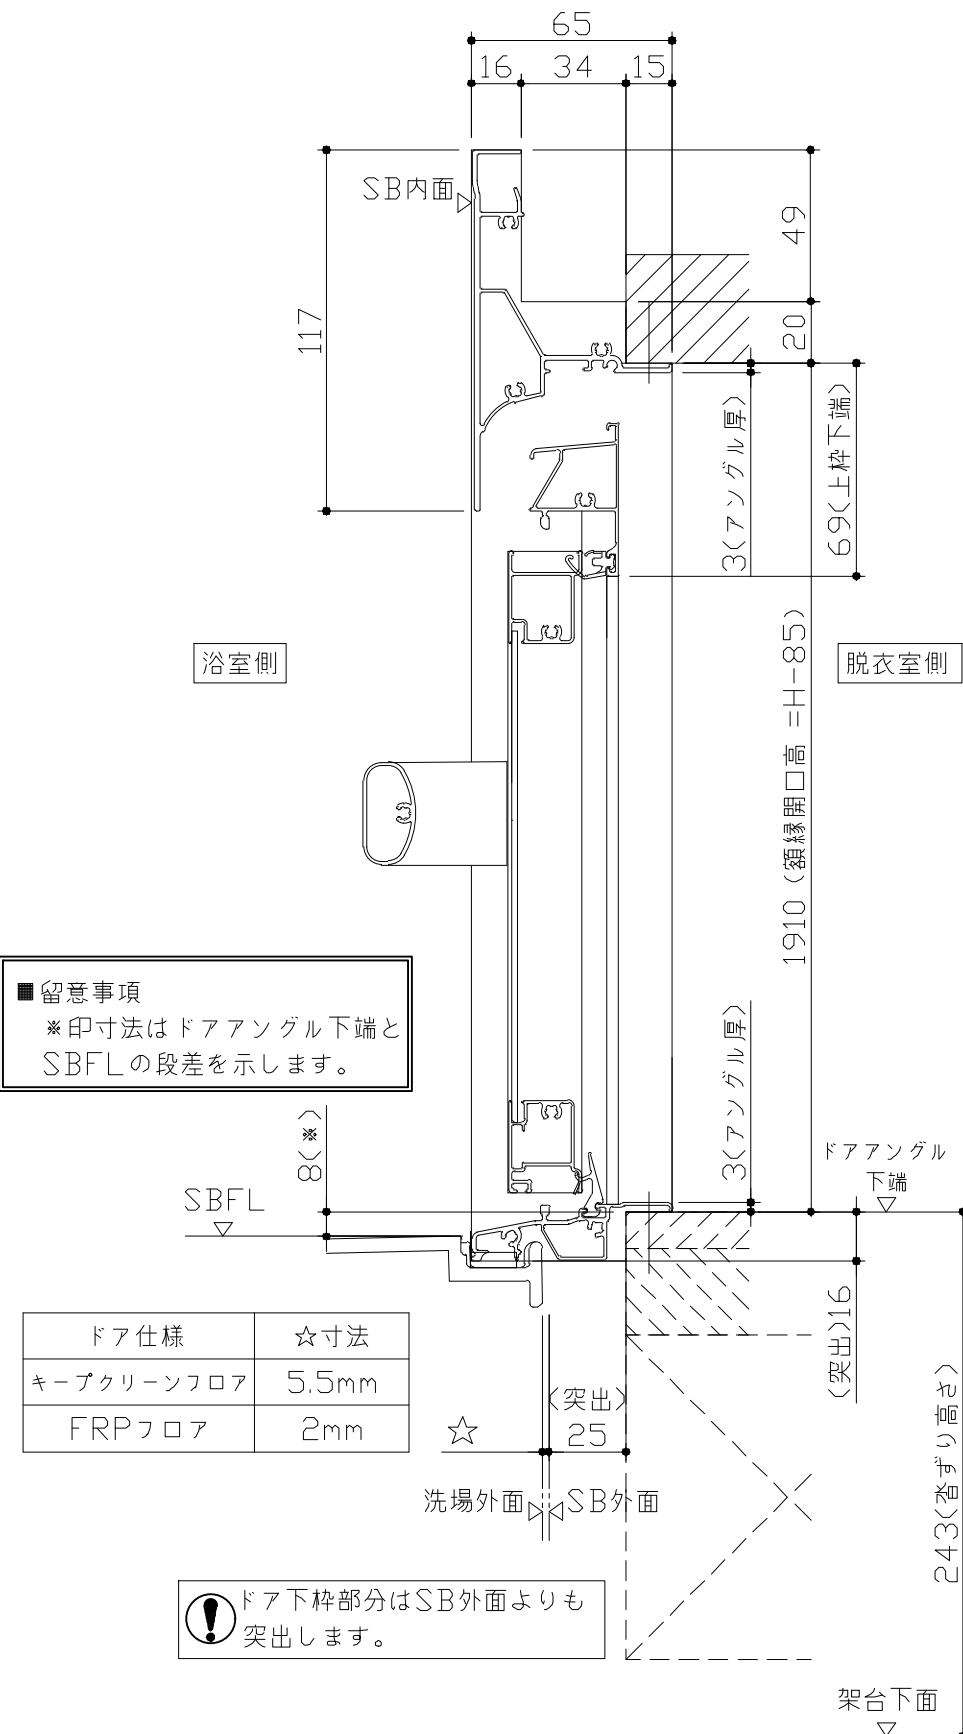 65
16
34
15
SB内面
49
20
117
3(アングル厚)
69(上枠下端)
浴室側
脱衣室側
1910(額縁開口高 =H-85)
■留意事項
※印寸法はドアアングル下端と
SBFLの段差を示します。
8(※)
3(アングル厚)
ドアアングル
下端
SBFL
(突出)16
ドア仕様 ☆寸法
キープクリーンフロア 5.5mm
FRPフロア 2mm
(突出)
☆ 25
243(沓ずり高さ)
洗場外面 SB外面
ドア下枠部分はSB外面よりも
突出します。
架台下面